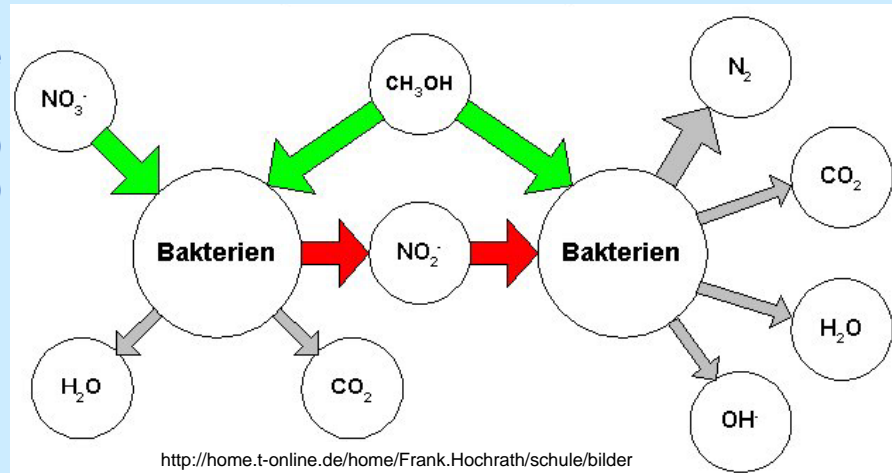 NO₃⁻
CH₃OH
N₂
CO₂
Bakterien
NO₂⁻
Bakterien
H₂O
H₂O
CO₂
OH⁻
http://home.t-online.de/home/Frank.Hochrath/schule/bilder